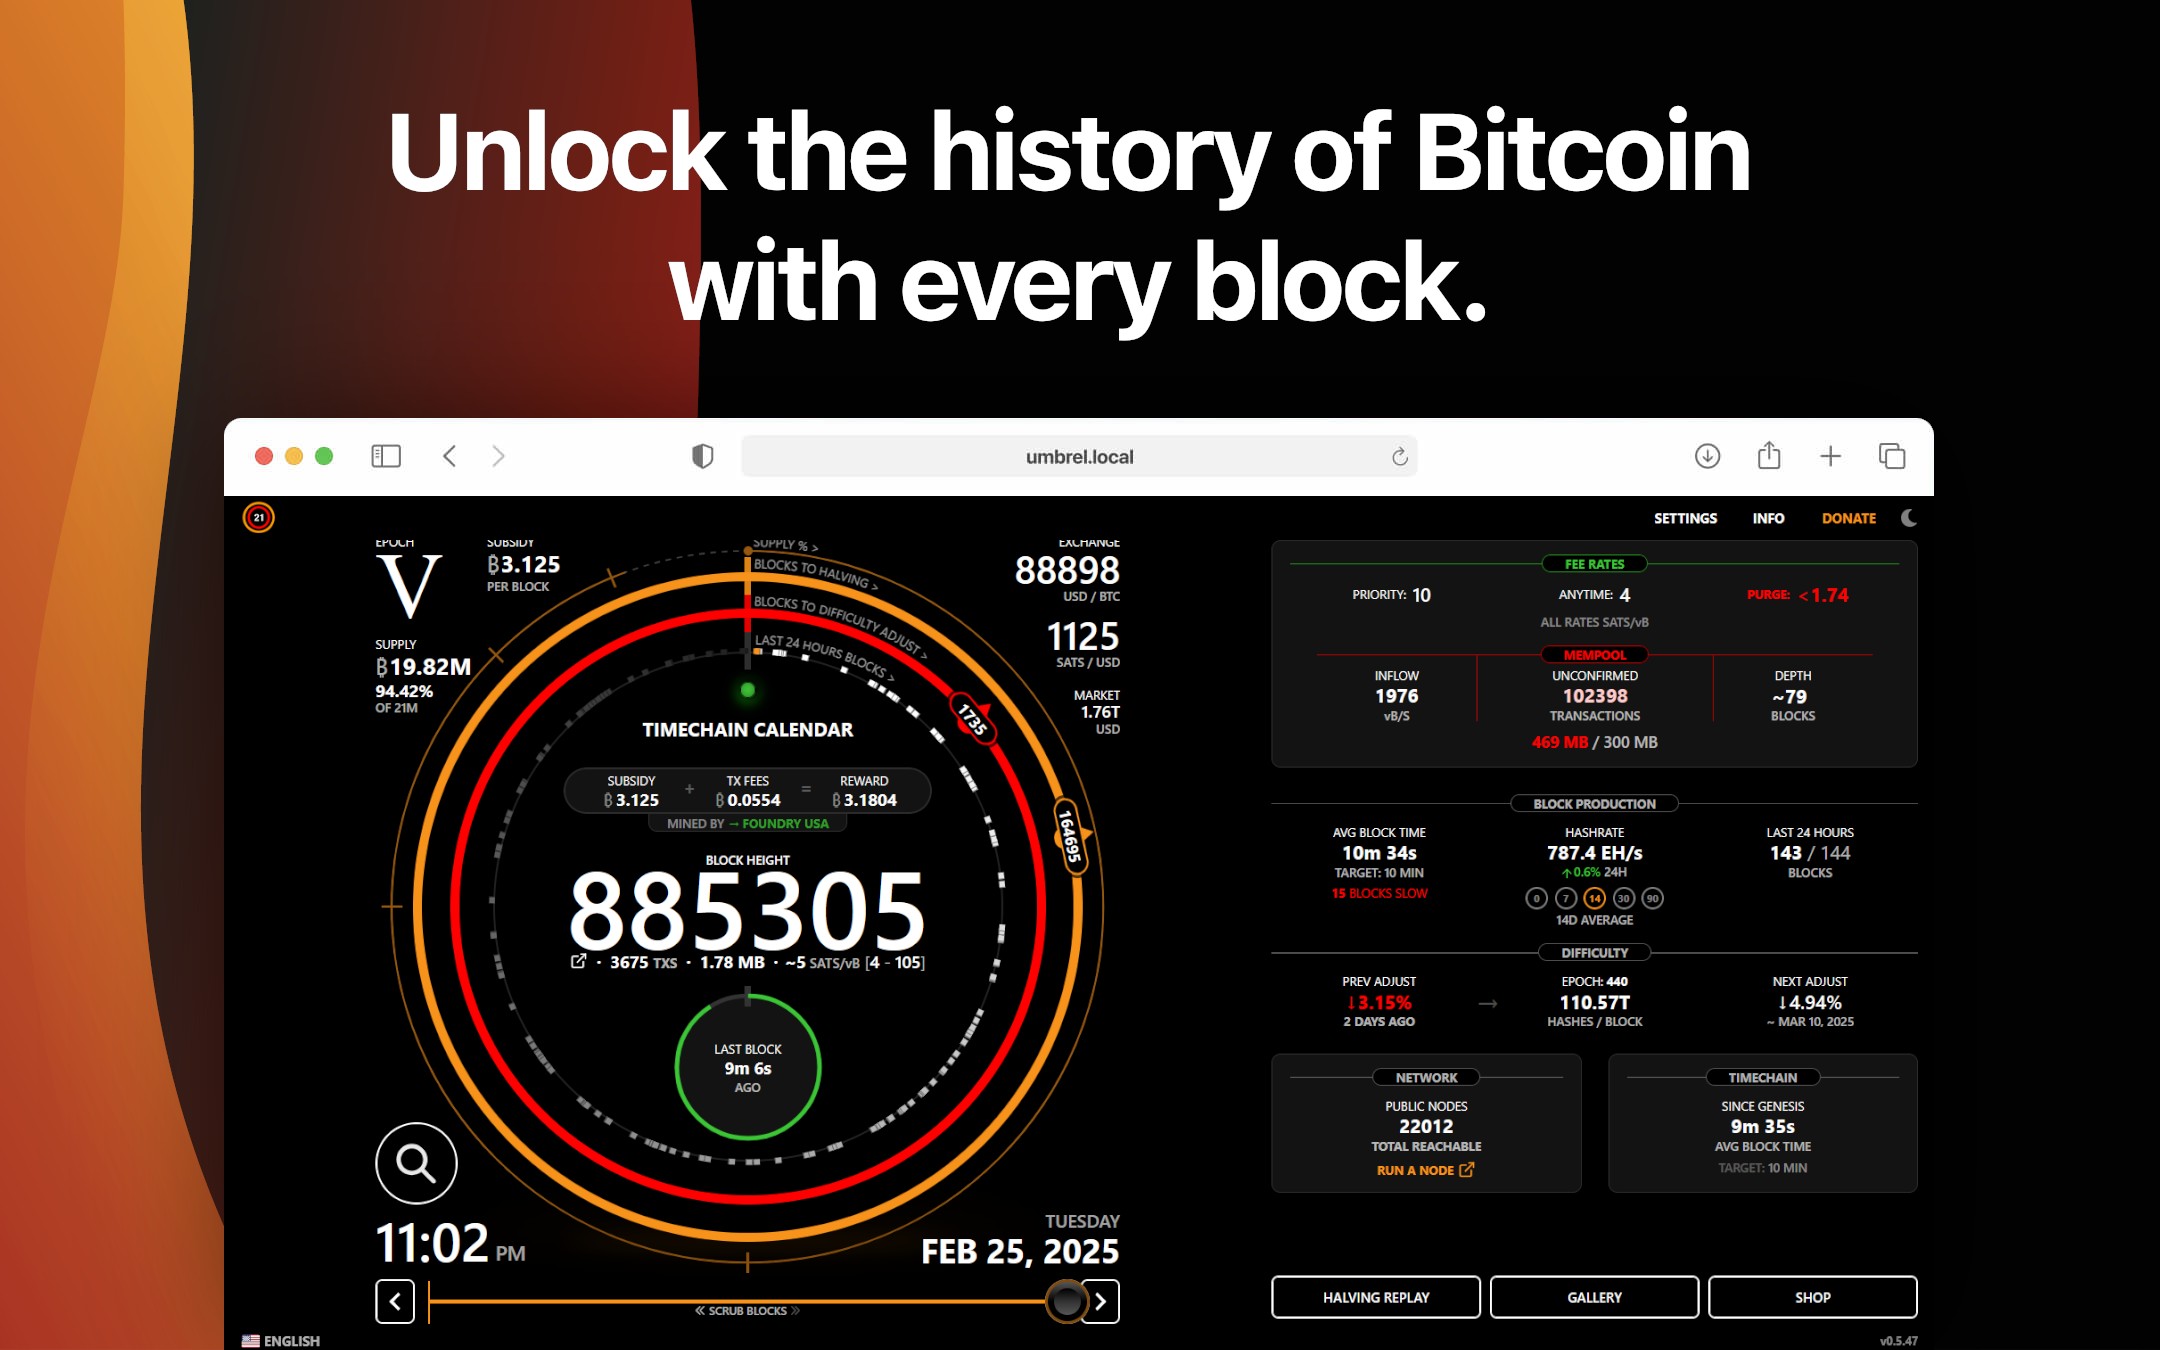 Unlock the history of Bitcoin
with every block.
umbrel.local
21
SETTINGS INFO DONATE
EPOCH
V
SUBSIDY
₿3.125
PER BLOCK
SUPPLY
₿19.82M
94.42%
OF 21M
SUPPLY % >
BLOCKS TO HALVING >
BLOCKS TO DIFFICULTY ADJUST >
LAST 24 HOURS BLOCKS >
1735
164695
EXCHANGE
88898
USD / BTC
1125
SATS / USD
MARKET
1.76T
USD
TIMECHAIN CALENDAR
SUBSIDY + TX FEES = REWARD
₿ 3.125 ₿ 0.0554 ₿ 3.1804
MINED BY → FOUNDRY USA
BLOCK HEIGHT
885305
· 3675 TXS · 1.78 MB · ~5 SATS/vB [4 - 105]
LAST BLOCK
9m 6s
AGO
11:02 PM
TUESDAY
FEB 25, 2025
« SCRUB BLOCKS »
ENGLISH
FEE RATES
PRIORITY: 10 ANYTIME: 4 PURGE: <1.74
ALL RATES SATS/vB
MEMPOOL
INFLOW
1976
vB/S
UNCONFIRMED
102398
TRANSACTIONS
DEPTH
~79
BLOCKS
469 MB / 300 MB
BLOCK PRODUCTION
AVG BLOCK TIME
10m 34s
TARGET: 10 MIN
15 BLOCKS SLOW
HASHRATE
787.4 EH/s
↑0.6% 24H
0 7 14 30 90
14D AVERAGE
LAST 24 HOURS
143 / 144
BLOCKS
DIFFICULTY
PREV ADJUST
↓3.15%
2 DAYS AGO
→
EPOCH: 440
110.57T
HASHES / BLOCK
NEXT ADJUST
↓4.94%
~ MAR 10, 2025
NETWORK
PUBLIC NODES
22012
TOTAL REACHABLE
RUN A NODE
TIMECHAIN
SINCE GENESIS
9m 35s
AVG BLOCK TIME
TARGET: 10 MIN
HALVING REPLAY GALLERY SHOP
v0.5.47